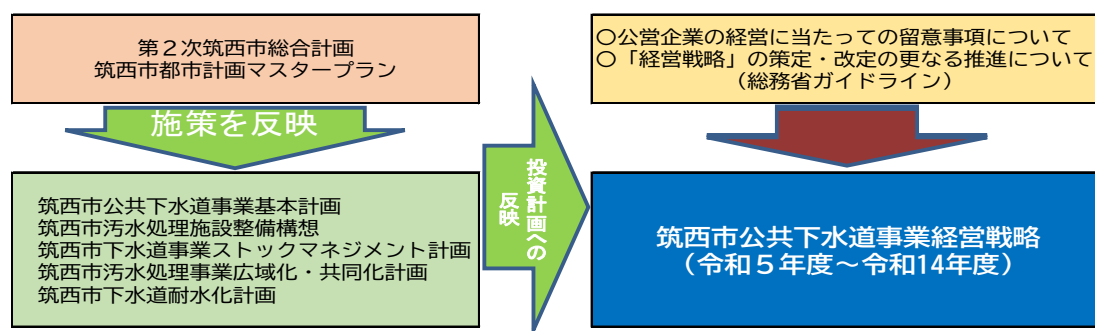 第２次筑西市総合計画
筑西市都市計画マスタープラン
施策を反映
筑西市公共下水道事業基本計画
筑西市汚水処理施設整備構想
筑西市下水道事業ストックマネジメント計画
筑西市汚水処理事業広域化・共同化計画
筑西市下水道耐水化計画
投資計画への
反映
〇公営企業の経営に当たっての留意事項について
〇「経営戦略」の策定・改定の更なる推進について
（総務省ガイドライン）
筑西市公共下水道事業経営戦略
（令和５年度～令和14年度）